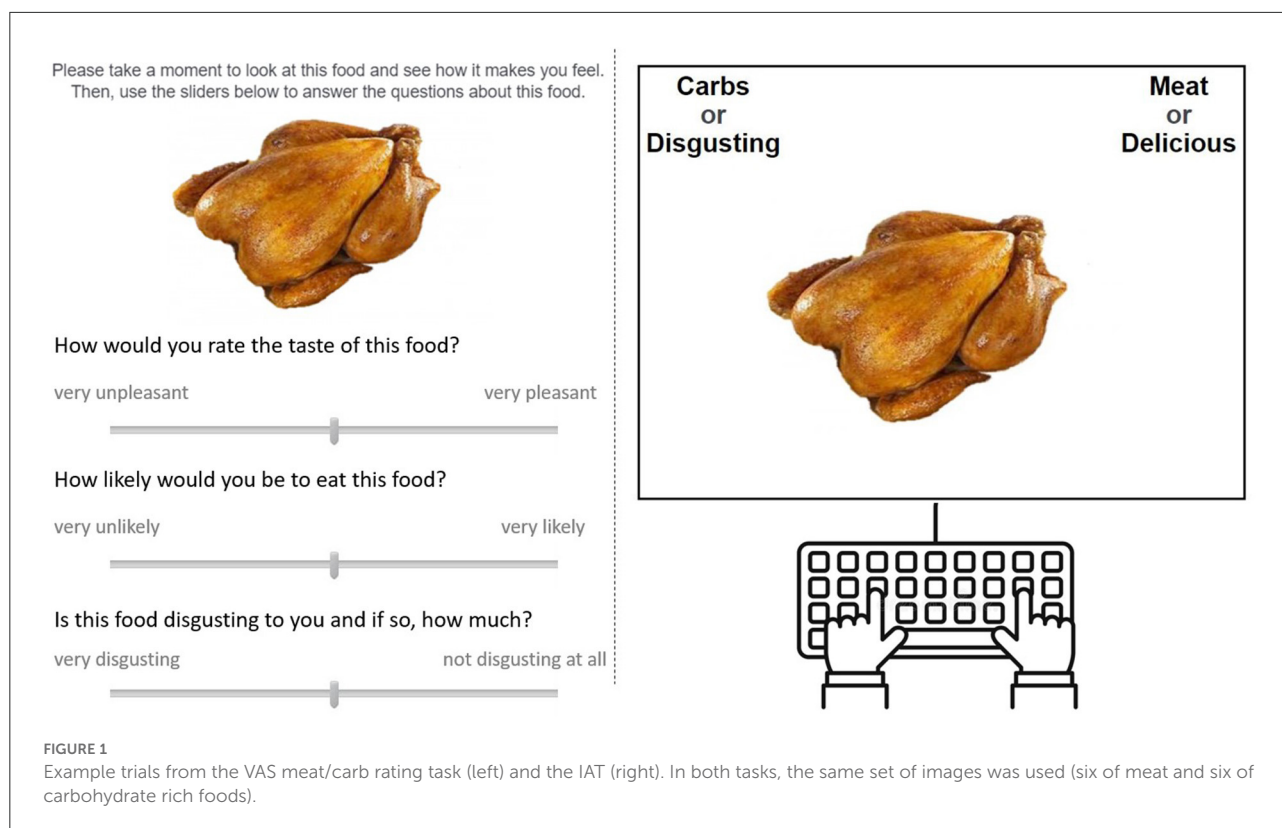 Please take a moment to look at this food and see how it makes you feel.
Then, use the sliders below to answer the questions about this food.
How would you rate the taste of this food?
very unpleasant very pleasant
How likely would you be to eat this food?
very unlikely very likely
Is this food disgusting to you and if so, how much?
very disgusting not disgusting at all
Carbs
or
Disgusting
Meat
or
Delicious
FIGURE 1
Example trials from the VAS meat/carb rating task (left) and the IAT (right). In both tasks, the same set of images was used (six of meat and six of
carbohydrate rich foods).